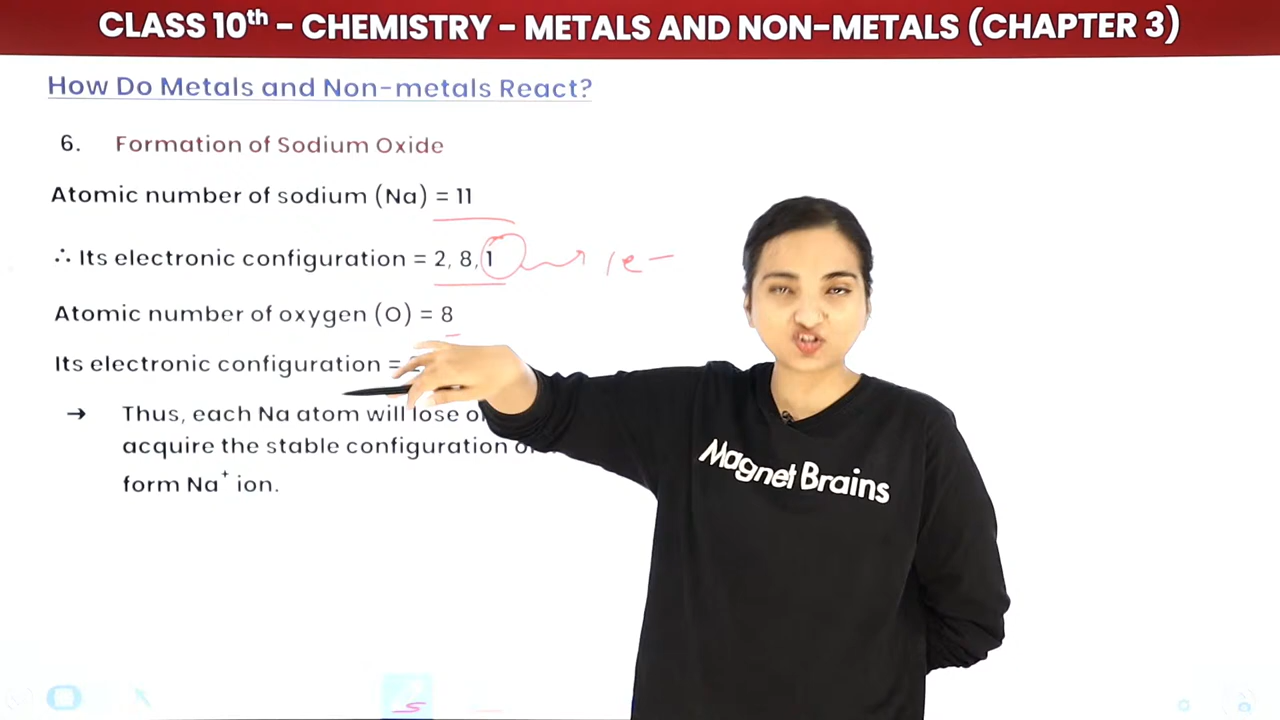 CLASS 10th - CHEMISTRY - METALS AND NON-METALS (CHAPTER 3)
How Do Metals and Non-metals React?
6. Formation of Sodium Oxide
Atomic number of sodium (Na) = 11
∴ Its electronic configuration = 2, 8, 1 1e-
Atomic number of oxygen (O) = 8
Its electronic configuration =
→ Thus, each Na atom will lose
acquire the stable configuration
form Na⁺ ion.
Magnet Brains